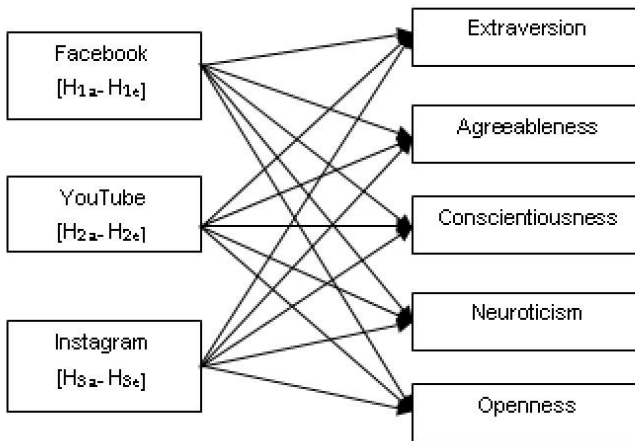 Facebook
[H1a- H1e]
YouTube
[H2a- H2e]
Instagram
[H3a- H3e]
Extraversion
Agreeableness
Conscientiousness
Neuroticism
Openness